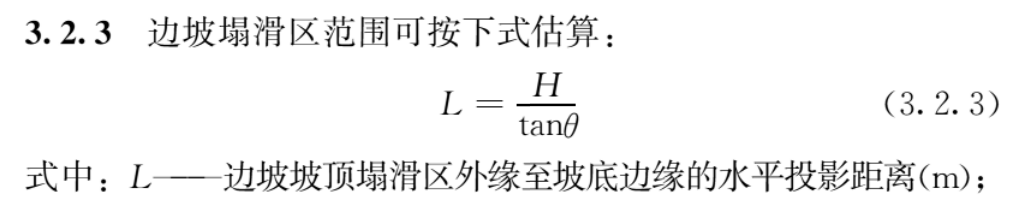 3.2.3 边坡塌滑区范围可按下式估算：
L = H/tanθ (3.2.3)
式中：L——边坡坡顶塌滑区外缘至坡底边缘的水平投影距离(m)；